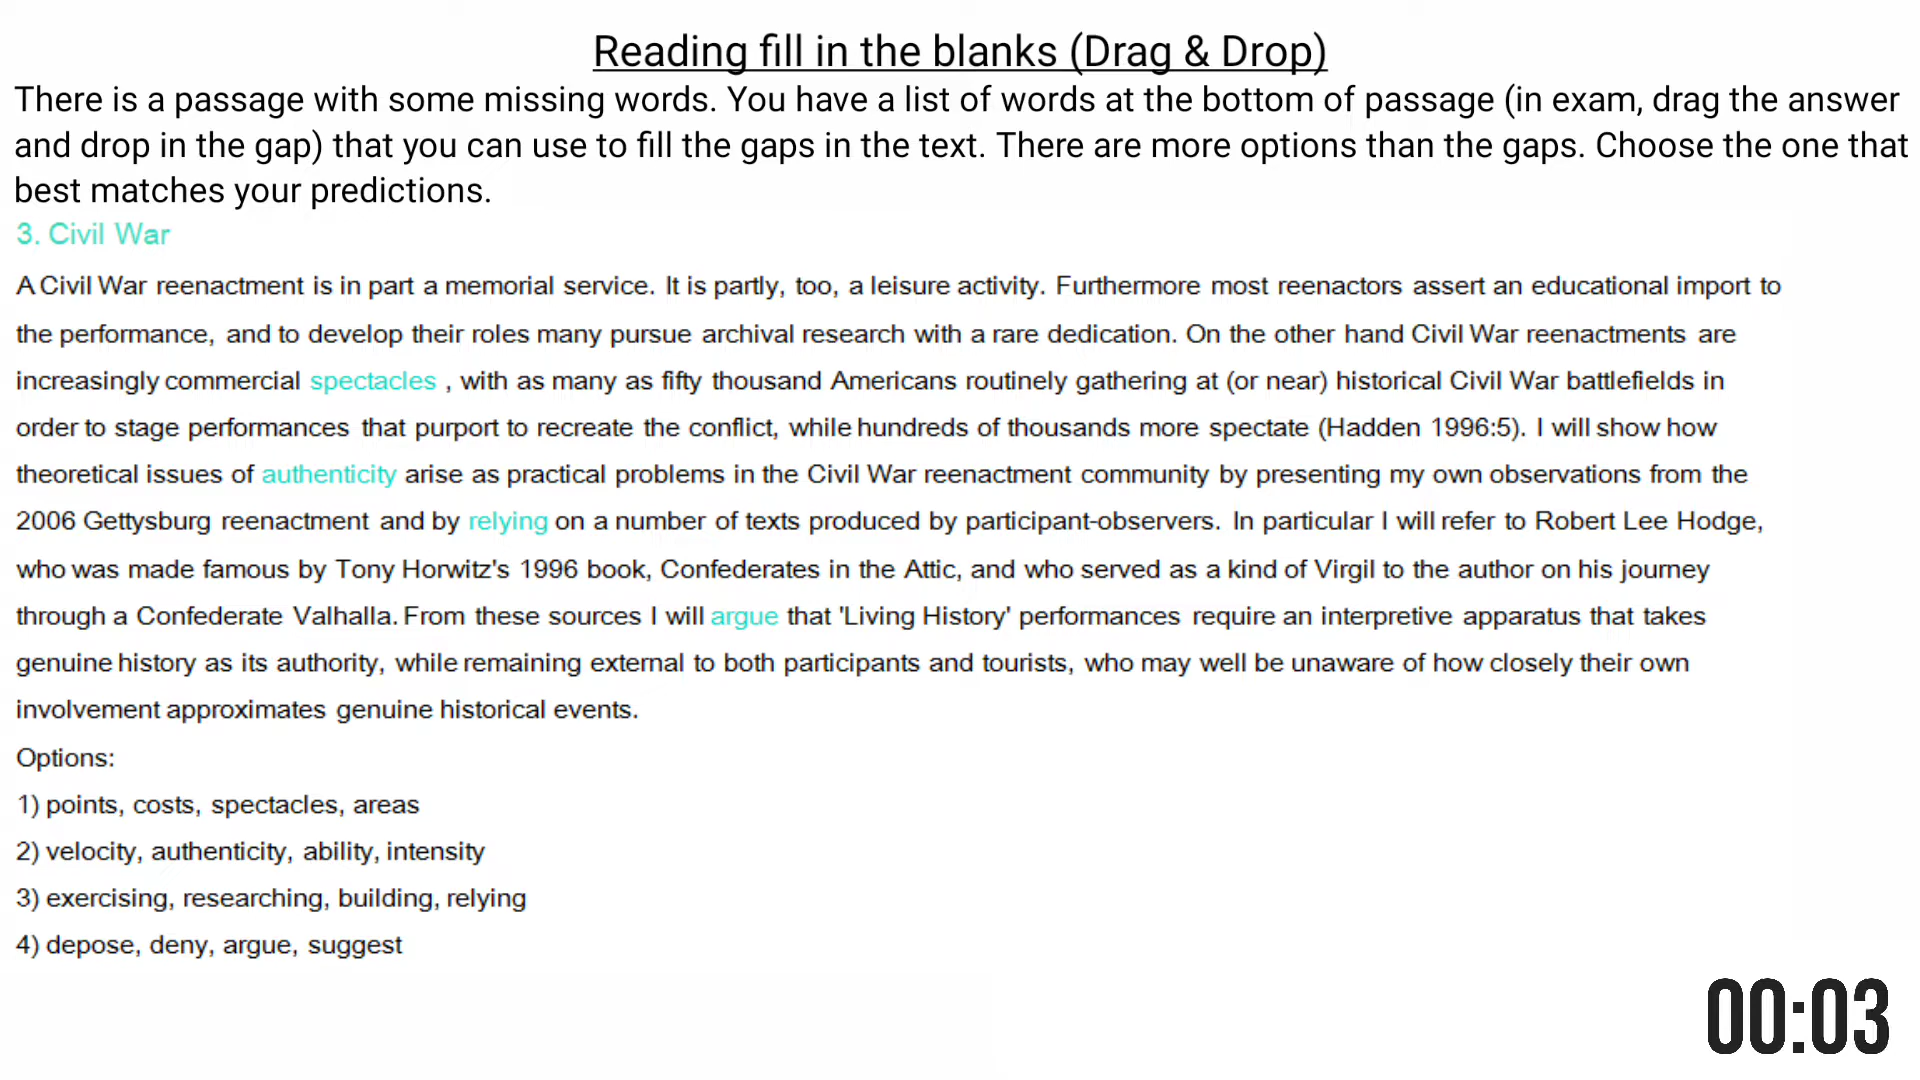 Reading fill in the blanks (Drag & Drop)
There is a passage with some missing words. You have a list of words at the bottom of passage (in exam, drag the answer
and drop in the gap) that you can use to fill the gaps in the text. There are more options than the gaps. Choose the one that
best matches your predictions.
3. Civil War
A Civil War reenactment is in part a memorial service. It is partly, too, a leisure activity. Furthermore most reenactors assert an educational import to
the performance, and to develop their roles many pursue archival research with a rare dedication. On the other hand Civil War reenactments are
increasingly commercial spectacles , with as many as fifty thousand Americans routinely gathering at (or near) historical Civil War battlefields in
order to stage performances that purport to recreate the conflict, while hundreds of thousands more spectate (Hadden 1996:5). I will show how
theoretical issues of authenticity arise as practical problems in the Civil War reenactment community by presenting my own observations from the
2006 Gettysburg reenactment and by relying on a number of texts produced by participant-observers. In particular I will refer to Robert Lee Hodge,
who was made famous by Tony Horwitz's 1996 book, Confederates in the Attic, and who served as a kind of Virgil to the author on his journey
through a Confederate Valhalla. From these sources I will argue that 'Living History' performances require an interpretive apparatus that takes
genuine history as its authority, while remaining external to both participants and tourists, who may well be unaware of how closely their own
involvement approximates genuine historical events.
Options:
1) points, costs, spectacles, areas
2) velocity, authenticity, ability, intensity
3) exercising, researching, building, relying
4) depose, deny, argue, suggest
00:03